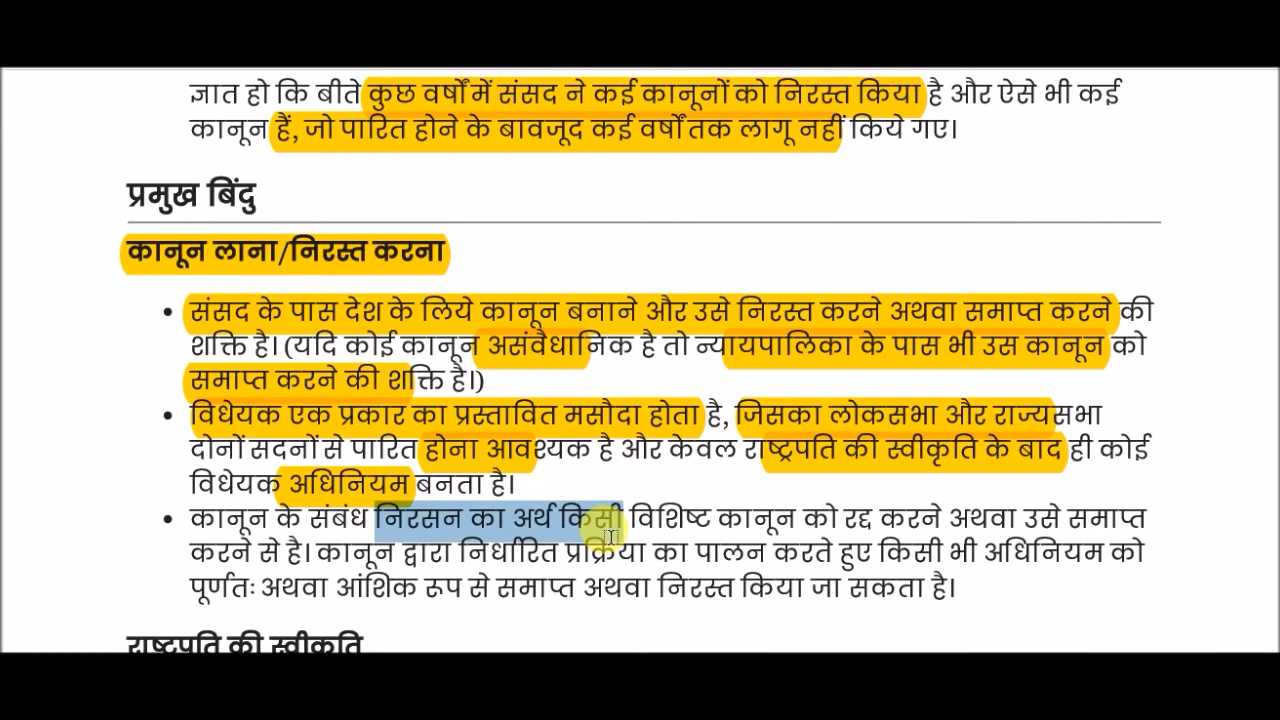 ज्ञात हो कि बीते कुछ वर्षों में संसद ने कई कानूनों को निरस्त किया है और ऐसे भी कई
कानून हैं, जो पारित होने के बावजूद कई वर्षों तक लागू नहीं किये गए।
प्रमुख बिंदु
कानून लाना/निरस्त करना
• संसद के पास देश के लिये कानून बनाने और उसे निरस्त करने अथवा समाप्त करने की
शक्ति है। (यदि कोई कानून असंवैधानिक है तो न्यायपालिका के पास भी उस कानून को
समाप्त करने की शक्ति है।)
• विधेयक एक प्रकार का प्रस्तावित मसौदा होता है, जिसका लोकसभा और राज्यसभा
दोनों सदनों से पारित होना आवश्यक है और केवल राष्ट्रपति की स्वीकृति के बाद ही कोई
विधेयक अधिनियम बनता है।
• कानून के संबंध निरसन का अर्थ किसी विशिष्ट कानून को रद्द करने अथवा उसे समाप्त
करने से है। कानून द्वारा निर्धारित प्रक्रिया का पालन करते हुए किसी भी अधिनियम को
पूर्णतः अथवा आंशिक रूप से समाप्त अथवा निरस्त किया जा सकता है।
राष्ट्रपति की स्वीकृति